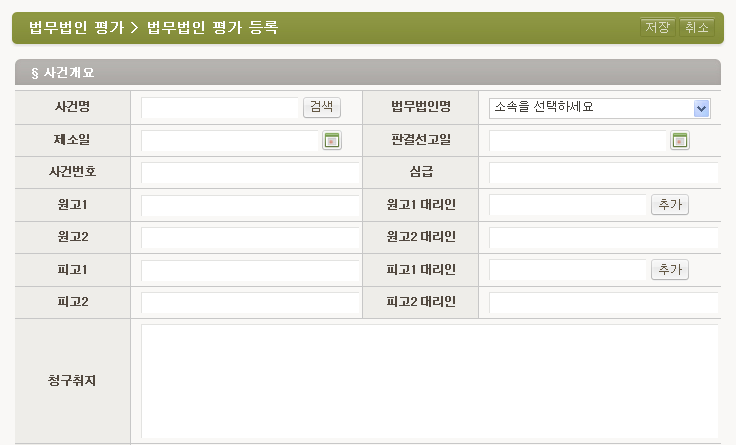 법무법인 평가 > 법무법인 평가 등록 저장 취소
§ 사건개요
사건명 검색 법무법인명 소속을 선택하세요
제소일 판결선고일
사건번호 심급
원고1 원고1 대리인 추가
원고2 원고2 대리인
피고1 피고1 대리인 추가
피고2 피고2 대리인
청구취지